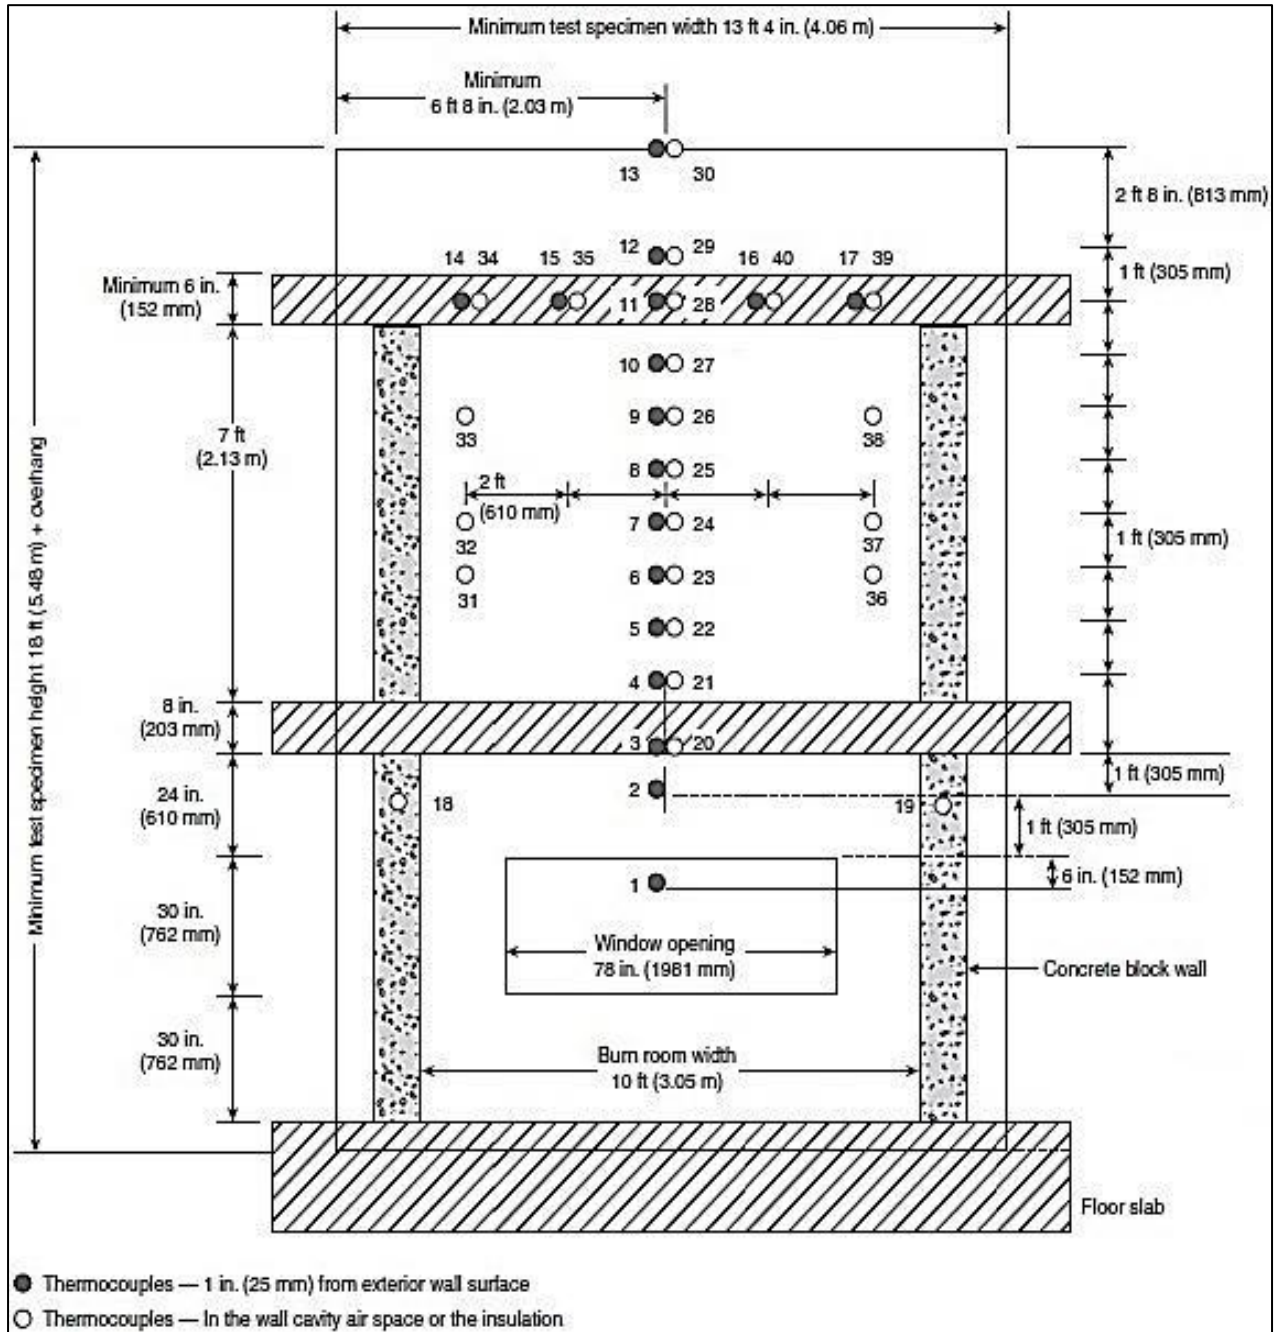 Minimum test specimen width 13 ft 4 in. (4.06 m)
Minimum
6 ft 8 in. (2.03 m)
13 30
2 ft 8 in. (813 mm)
12 29
14 34 15 35 16 40 17 39
1 ft (305 mm)
Minimum 6 in.
(152 mm)
11 28
10 27
9 26
33 38
7 ft
(2.13 m)
8 25
2 ft
(610 mm)
7 24
32 37
1 ft (305 mm)
6 23
31 36
5 22
4 21
Minimum test specimen height 18 ft (5.48 m) + overhang
8 in.
(203 mm)
3 20
1 ft (305 mm)
2
24 in.
(610 mm)
18 19
1 ft (305 mm)
1
6 in. (152 mm)
30 in.
(762 mm)
Window opening
78 in. (1981 mm)
Concrete block wall
30 in.
(762 mm)
Burn room width
10 ft (3.05 m)
Floor slab
Thermocouples — 1 in. (25 mm) from exterior wall surface
Thermocouples — In the wall cavity air space or the insulation